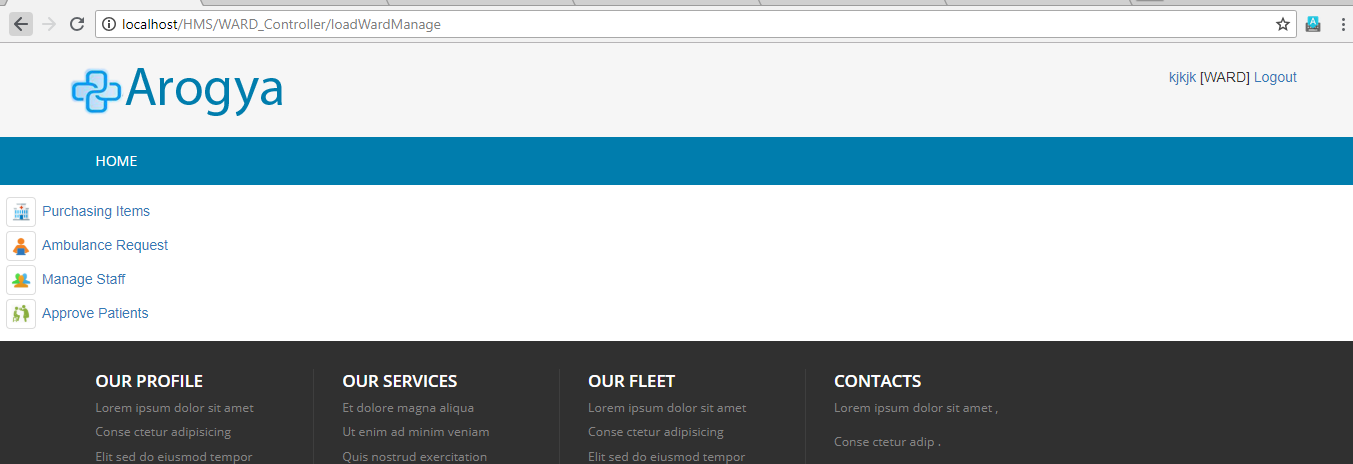 localhost/HMS/WARD_Controller/loadWardManage
Arogya
kjkjk [WARD] Logout
HOME
Purchasing Items
Ambulance Request
Manage Staff
Approve Patients
OUR PROFILE
Lorem ipsum dolor sit amet
Conse ctetur adipisicing
Elit sed do eiusmod tempor
OUR SERVICES
Et dolore magna aliqua
Ut enim ad minim veniam
Quis nostrud exercitation
OUR FLEET
Lorem ipsum dolor sit amet
Conse ctetur adipisicing
Elit sed do eiusmod tempor
CONTACTS
Lorem ipsum dolor sit amet ,
Conse ctetur adip .